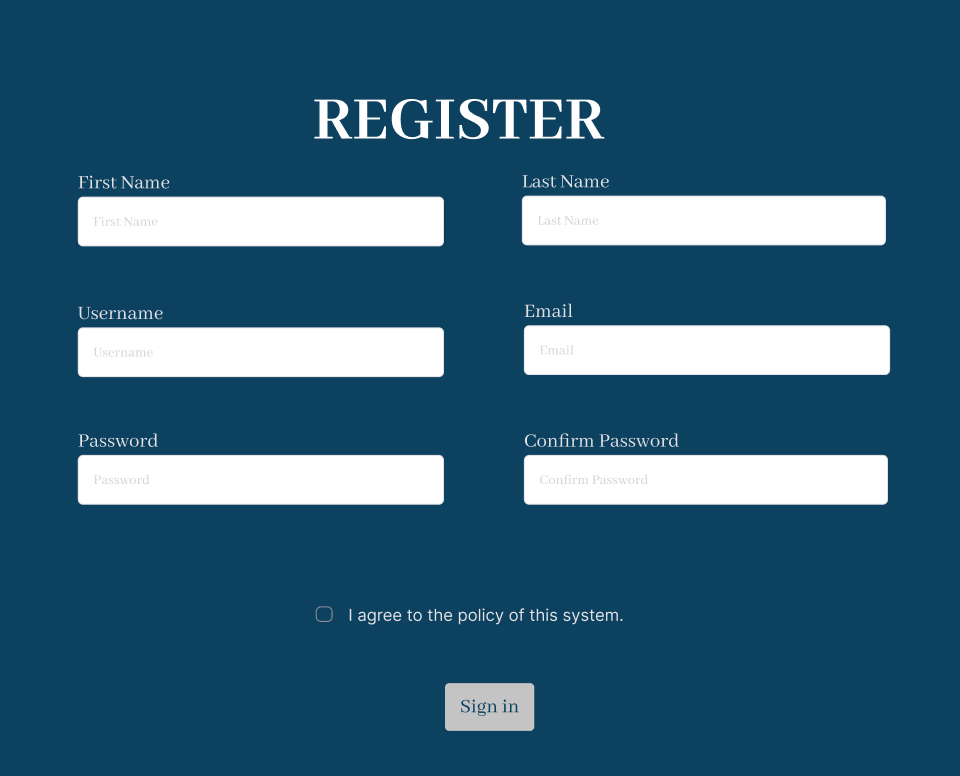 REGISTER
First Name
Last Name
First Name
Last Name
Username
Email
Username
Email
Password
Confirm Password
Password
Confirm Password
I agree to the policy of this system.
Sign in